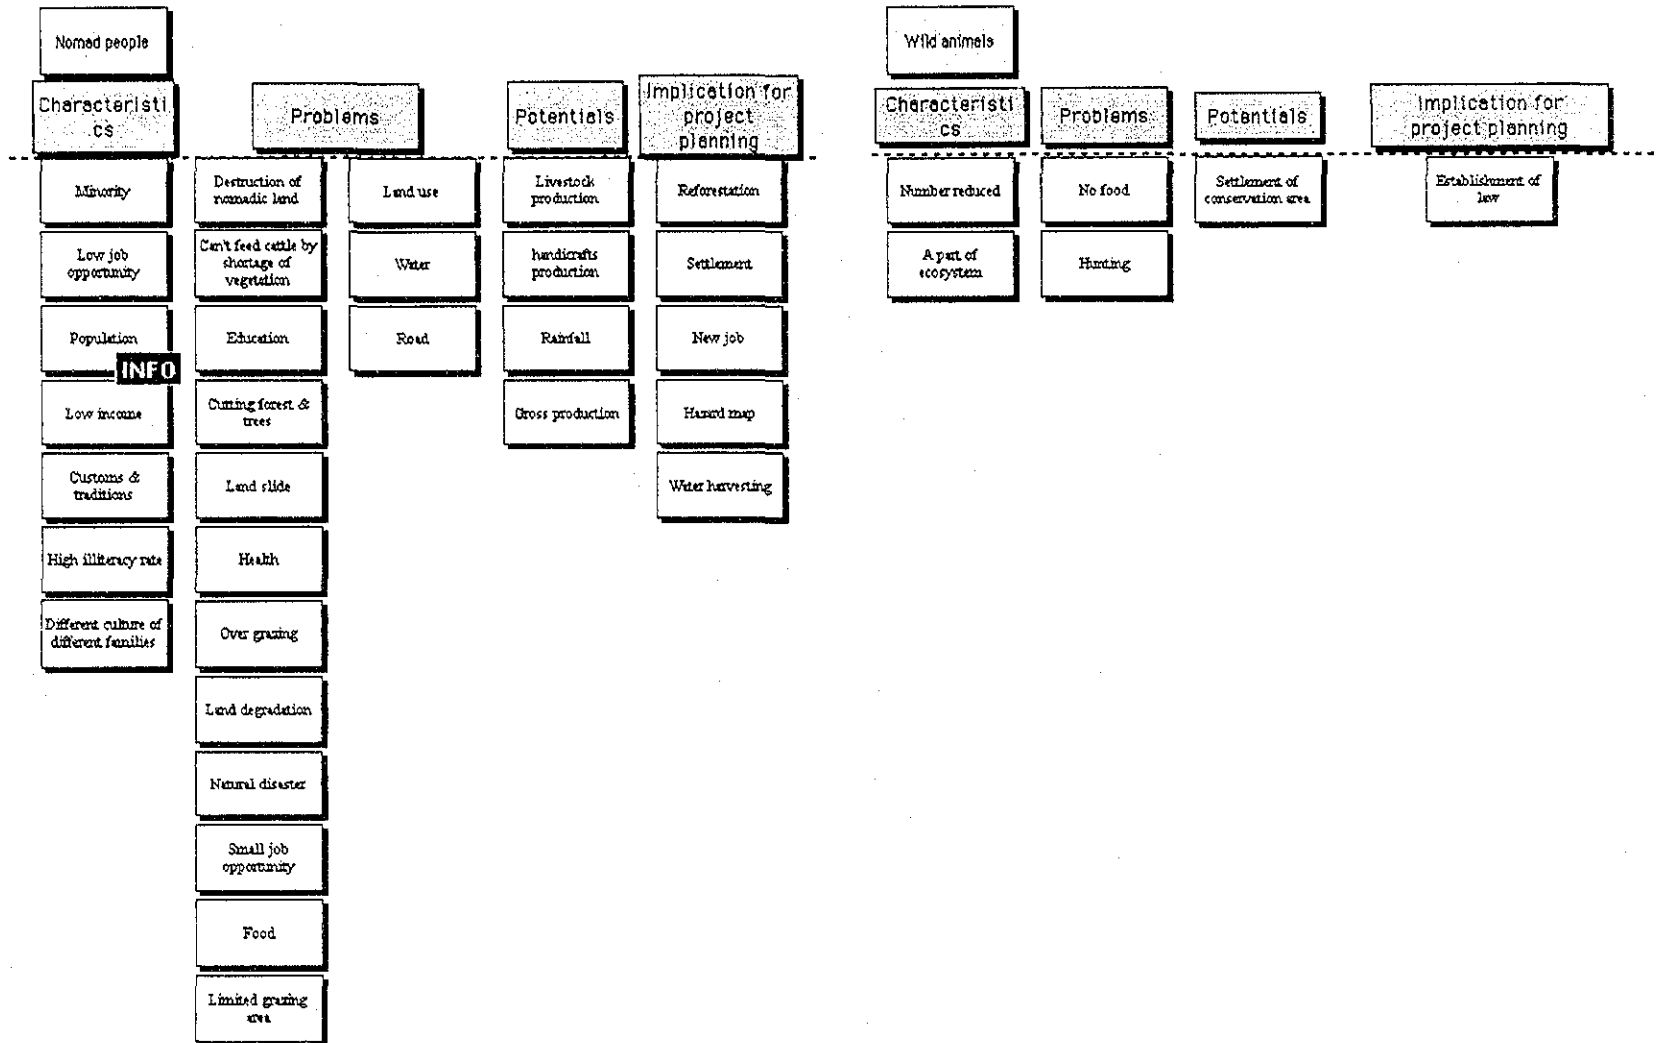 Nomad people
Characteristi
cs
Problems
Potentials
Implication for
project
planning
Minority
Low job
opportunity
Population
INFO
Low income
Customs &
traditions
High illiteracy rate
Different culture of
different families
Destruction of
nomadic land
Can't feed cattle by
shortage of
vegetation
Education
Cutting forest &
trees
Land slide
Health
Over grazing
Land degradation
Natural disaster
Small job
opportunity
Food
Limited grazing
area
Land use
Water
Road
Livestock
production
handicrafts
production
Rainfall
Gross production
Reforestation
Settlement
New job
Hazard map
Water harvesting
Wild animals
Characteristi
cs
Problems
Potentials
Implication for
project planning
Number reduced
A part of
ecosystem
No food
Hunting
Settlement of
conservation area
Establishment of
law